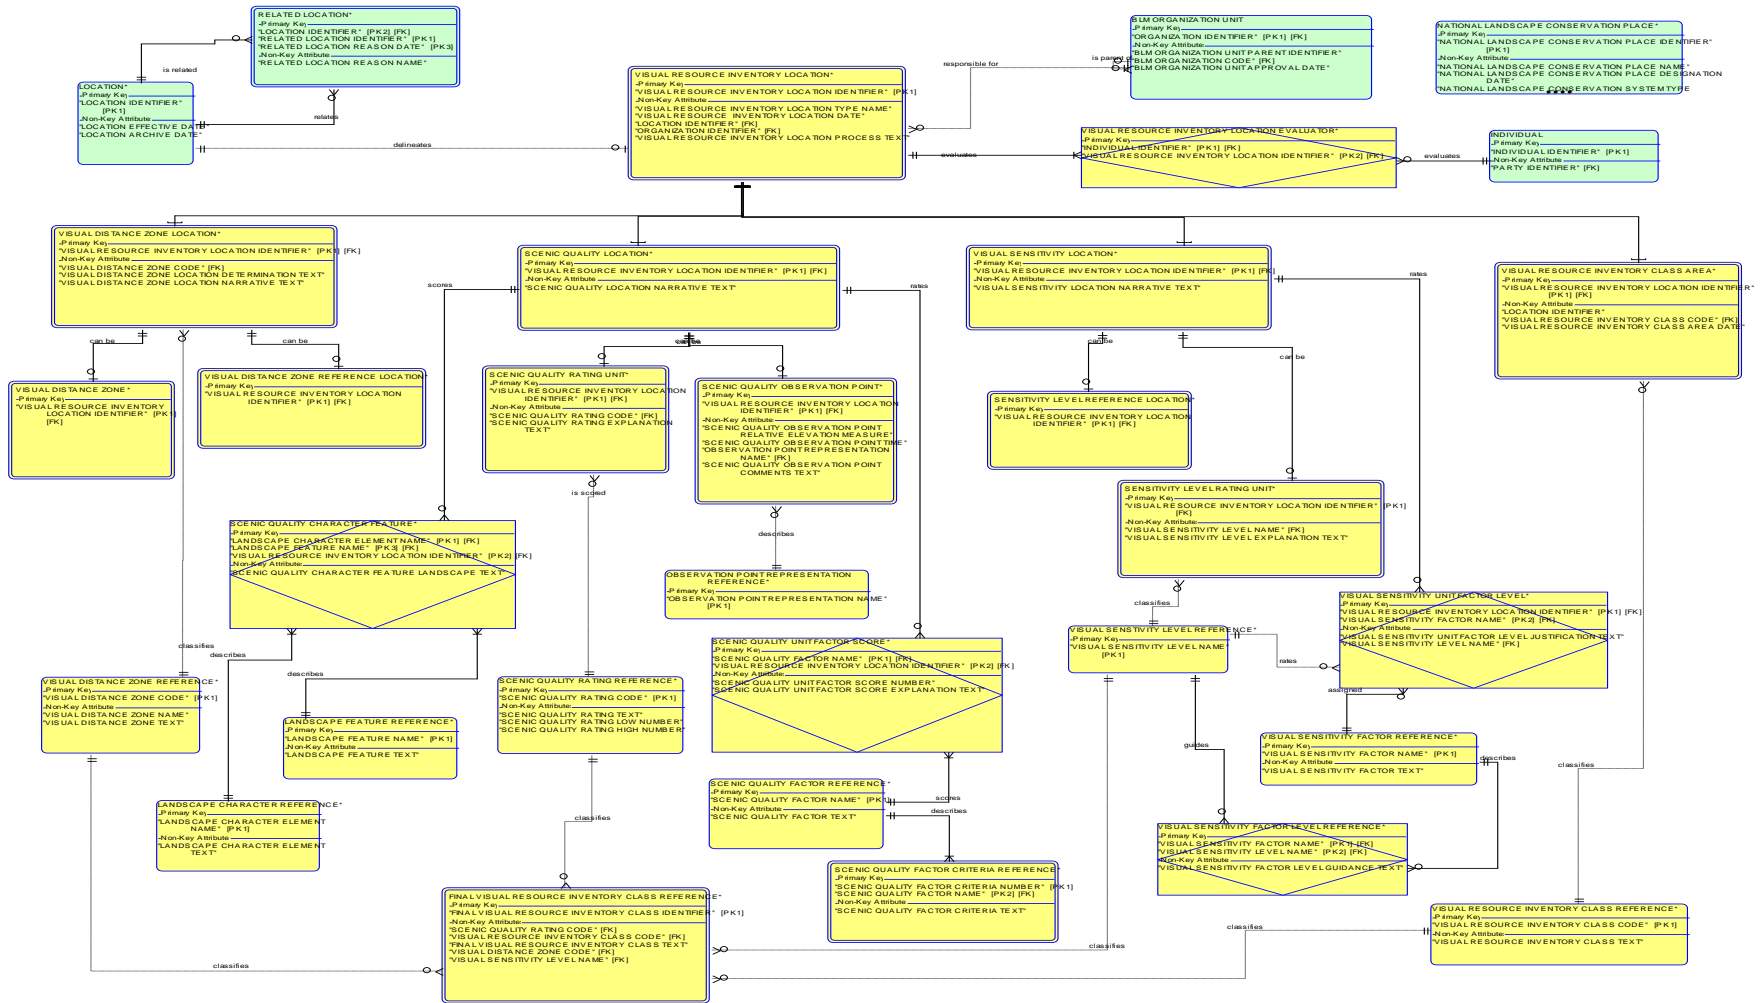 RELATED LOCATION*
-Primary Key
"LOCATION IDENTIFIER" [PK2] [FK]
"RELATED LOCATION IDENTIFIER" [PK1]
"RELATED LOCATION REASON DATE" [PK3]
-Non-Key Attribute
"RELATED LOCATION REASON NAME"
is related
relates
LOCATION*
-Primary Key
"LOCATION IDENTIFIER"
[PK1]
-Non-Key Attribute
"LOCATION EFFECTIVE DATE"
"LOCATION ARCHIVE DATE"
delineates
VISUAL RESOURCE INVENTORY LOCATION*
-Primary Key
"VISUAL RESOURCE INVENTORY LOCATION IDENTIFIER" [PK1]
-Non-Key Attribute
"VISUAL RESOURCE INVENTORY LOCATION TYPE NAME"
"VISUAL RESOURCE INVENTORY LOCATION DATE"
"LOCATION IDENTIFIER" [FK]
"ORGANIZATION IDENTIFIER" [FK]
"VISUAL RESOURCE INVENTORY LOCATION PROCESS TEXT"
responsible for
is parent of
BLM ORGANIZATION UNIT
-Primary Key
"ORGANIZATION IDENTIFIER" [PK1] [FK]
-Non-Key Attribute
"BLM ORGANIZATION UNIT PARENT IDENTIFIER"
"BLM ORGANIZATION CODE" [FK]
"BLM ORGANIZATION UNIT APPROVAL DATE"
NATIONAL LANDSCAPE CONSERVATION PLACE*
-Primary Key
"NATIONAL LANDSCAPE CONSERVATION PLACE IDENTIFIER"
[PK1]
-Non-Key Attribute
"NATIONAL LANDSCAPE CONSERVATION PLACE NAME"
"NATIONAL LANDSCAPE CONSERVATION PLACE DESIGNATION
DATE"
"NATIONAL LANDSCAPE CONSERVATION SYSTEM TYPE
evaluates
VISUAL RESOURCE INVENTORY LOCATION EVALUATOR*
-Primary Key
"INDIVIDUAL IDENTIFIER" [PK1] [FK]
"VISUAL RESOURCE INVENTORY LOCATION IDENTIFIER" [PK2] [FK]
evaluates
INDIVIDUAL
-Primary Key
"INDIVIDUAL IDENTIFIER" [PK1]
-Non-Key Attribute
"PARTY IDENTIFIER" [FK]
VISUAL DISTANCE ZONE LOCATION*
-Primary Key
"VISUAL RESOURCE INVENTORY LOCATION IDENTIFIER" [PK1] [FK]
-Non-Key Attribute
"VISUAL DISTANCE ZONE CODE" [FK]
"VISUAL DISTANCE ZONE LOCATION DETERMINATION TEXT"
"VISUAL DISTANCE ZONE LOCATION NARRATIVE TEXT"
scores
SCENIC QUALITY LOCATION*
-Primary Key
"VISUAL RESOURCE INVENTORY LOCATION IDENTIFIER" [PK1] [FK]
-Non-Key Attribute
"SCENIC QUALITY LOCATION NARRATIVE TEXT"
rates
VISUAL SENSITIVITY LOCATION*
-Primary Key
"VISUAL RESOURCE INVENTORY LOCATION IDENTIFIER" [PK1] [FK]
-Non-Key Attribute
"VISUAL SENSITIVITY LOCATION NARRATIVE TEXT"
rates
VISUAL RESOURCE INVENTORY CLASS AREA*
-Primary Key
"VISUAL RESOURCE INVENTORY LOCATION IDENTIFIER"
[PK1] [FK]
-Non-Key Attribute
"LOCATION IDENTIFIER"
"VISUAL RESOURCE INVENTORY CLASS CODE" [FK]
"VISUAL RESOURCE INVENTORY CLASS AREA DATE"
can be
can be
can be
can be
can be
VISUAL DISTANCE ZONE*
-Primary Key
"VISUAL RESOURCE INVENTORY
LOCATION IDENTIFIER" [PK1]
[FK]
VISUAL DISTANCE ZONE REFERENCE LOCATION*
-Primary Key
"VISUAL RESOURCE INVENTORY LOCATION
IDENTIFIER" [PK1] [FK]
SCENIC QUALITY RATING UNIT*
-Primary Key
"VISUAL RESOURCE INVENTORY LOCATION
IDENTIFIER" [PK1] [FK]
-Non-Key Attribute
"SCENIC QUALITY RATING CODE" [FK]
"SCENIC QUALITY RATING EXPLANATION
TEXT"
SCENIC QUALITY OBSERVATION POINT*
-Primary Key
"VISUAL RESOURCE INVENTORY LOCATION
IDENTIFIER" [PK1] [FK]
-Non-Key Attribute
"SCENIC QUALITY OBSERVATION POINT
RELATIVE ELEVATION MEASURE"
"SCENIC QUALITY OBSERVATION POINT TIME"
"OBSERVATION POINT REPRESENTATION
NAME" [FK]
"SCENIC QUALITY OBSERVATION POINT
COMMENTS TEXT"
SENSITIVITY LEVEL REFERENCE LOCATION*
-Primary Key
"VISUAL RESOURCE INVENTORY LOCATION
IDENTIFIER" [PK1] [FK]
SENSITIVITY LEVEL RATING UNIT*
-Primary Key
"VISUAL RESOURCE INVENTORY LOCATION IDENTIFIER" [PK1]
[FK]
-Non-Key Attribute
"VISUAL SENSITIVITY LEVEL NAME" [FK]
"VISUAL SENSITIVITY LEVEL EXPLANATION TEXT"
is scored
describes
SCENIC QUALITY CHARACTER FEATURE*
-Primary Key
"LANDSCAPE CHARACTER ELEMENT NAME" [PK1] [FK]
"LANDSCAPE FEATURE NAME" [PK3] [FK]
"VISUAL RESOURCE INVENTORY LOCATION IDENTIFIER" [PK2] [FK]
-Non-Key Attribute
"SCENIC QUALITY CHARACTER FEATURE LANDSCAPE TEXT"
OBSERVATION POINT REPRESENTATION
REFERENCE*
-Primary Key
"OBSERVATION POINT REPRESENTATION NAME"
[PK1]
classifies
VISUAL SENSITIVITY UNIT FACTOR LEVEL*
-Primary Key
"VISUAL RESOURCE INVENTORY LOCATION IDENTIFIER" [PK1] [FK]
"VISUAL SENSITIVITY FACTOR NAME" [PK2] [FK]
-Non-Key Attribute
"VISUAL SENSITIVITY UNIT FACTOR LEVEL JUSTIFICATION TEXT"
"VISUAL SENSITIVITY LEVEL NAME" [FK]
VISUAL SENSITIVITY LEVEL REFERENCE*
-Primary Key
"VISUAL SENSITIVITY LEVEL NAME"
[PK1]
rates
assigned
classifies
describes
describes
SCENIC QUALITY UNIT FACTOR SCORE*
-Primary Key
"SCENIC QUALITY FACTOR NAME" [PK1] [FK]
"VISUAL RESOURCE INVENTORY LOCATION IDENTIFIER" [PK2] [FK]
-Non-Key Attribute
"SCENIC QUALITY UNIT FACTOR SCORE NUMBER"
"SCENIC QUALITY UNIT FACTOR SCORE EXPLANATION TEXT"
VISUAL DISTANCE ZONE REFERENCE*
-Primary Key
"VISUAL DISTANCE ZONE CODE" [PK1]
-Non-Key Attribute
"VISUAL DISTANCE ZONE NAME"
"VISUAL DISTANCE ZONE TEXT"
LANDSCAPE FEATURE REFERENCE*
-Primary Key
"LANDSCAPE FEATURE NAME" [PK1]
-Non-Key Attribute
"LANDSCAPE FEATURE TEXT"
SCENIC QUALITY RATING REFERENCE*
-Primary Key
"SCENIC QUALITY RATING CODE" [PK1]
-Non-Key Attribute
"SCENIC QUALITY RATING TEXT"
"SCENIC QUALITY RATING LOW NUMBER"
"SCENIC QUALITY RATING HIGH NUMBER"
guides
VISUAL SENSITIVITY FACTOR REFERENCE*
-Primary Key
"VISUAL SENSITIVITY FACTOR NAME" [PK1]
-Non-Key Attribute
"VISUAL SENSITIVITY FACTOR TEXT"
describes
classifies
LANDSCAPE CHARACTER REFERENCE*
-Primary Key
"LANDSCAPE CHARACTER ELEMENT
NAME" [PK1]
-Non-Key Attribute
"LANDSCAPE CHARACTER ELEMENT
TEXT"
classifies
SCENIC QUALITY FACTOR REFERENCE*
-Primary Key
"SCENIC QUALITY FACTOR NAME" [PK1]
-Non-Key Attribute
"SCENIC QUALITY FACTOR TEXT"
scores
describes
VISUAL SENSITIVITY FACTOR LEVEL REFERENCE*
-Primary Key
"VISUAL SENSITIVITY FACTOR NAME" [PK1] [FK]
"VISUAL SENSITIVITY LEVEL NAME" [PK2] [FK]
-Non-Key Attribute
"VISUAL SENSITIVITY FACTOR LEVEL GUIDANCE TEXT"
SCENIC QUALITY FACTOR CRITERIA REFERENCE*
-Primary Key
"SCENIC QUALITY FACTOR CRITERIA NUMBER" [PK1]
"SCENIC QUALITY FACTOR NAME" [PK2] [FK]
-Non-Key Attribute
"SCENIC QUALITY FACTOR CRITERIA TEXT"
FINAL VISUAL RESOURCE INVENTORY CLASS REFERENCE*
-Primary Key
"FINAL VISUAL RESOURCE INVENTORY CLASS IDENTIFIER" [PK1]
-Non-Key Attribute
"SCENIC QUALITY RATING CODE" [FK]
"VISUAL RESOURCE INVENTORY CLASS CODE" [FK]
"FINAL VISUAL RESOURCE INVENTORY CLASS TEXT"
"VISUAL DISTANCE ZONE CODE" [FK]
"VISUAL SENSITIVITY LEVEL NAME" [FK]
classifies
classifies
classifies
VISUAL RESOURCE INVENTORY CLASS REFERENCE*
-Primary Key
"VISUAL RESOURCE INVENTORY CLASS CODE" [PK1]
-Non-Key Attribute
"VISUAL RESOURCE INVENTORY CLASS TEXT"